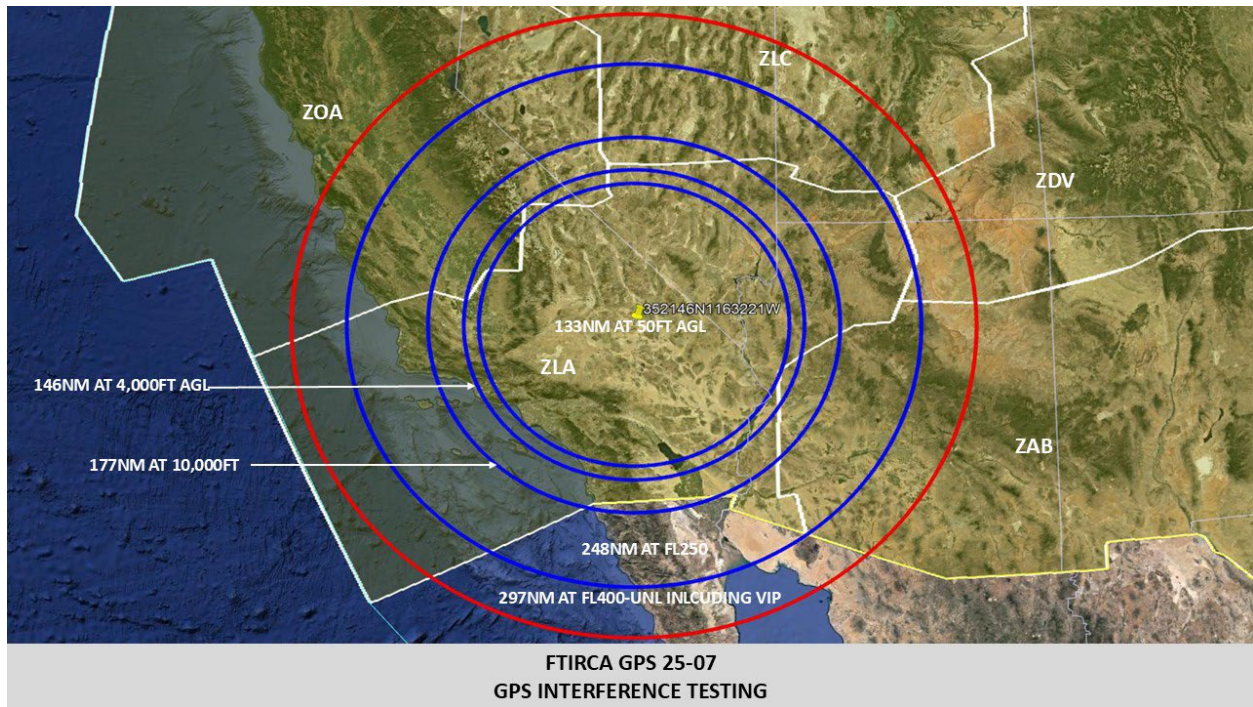 ZLC
ZOA
ZDV
352146N1163221W
133NM AT 50FT AGL
ZLA
146NM AT 4,000FT AGL
ZAB
177NM AT 10,000FT
248NM AT FL250
297NM AT FL400-UNL INLCUDING VIP
FTIRCA GPS 25-07
GPS INTERFERENCE TESTING